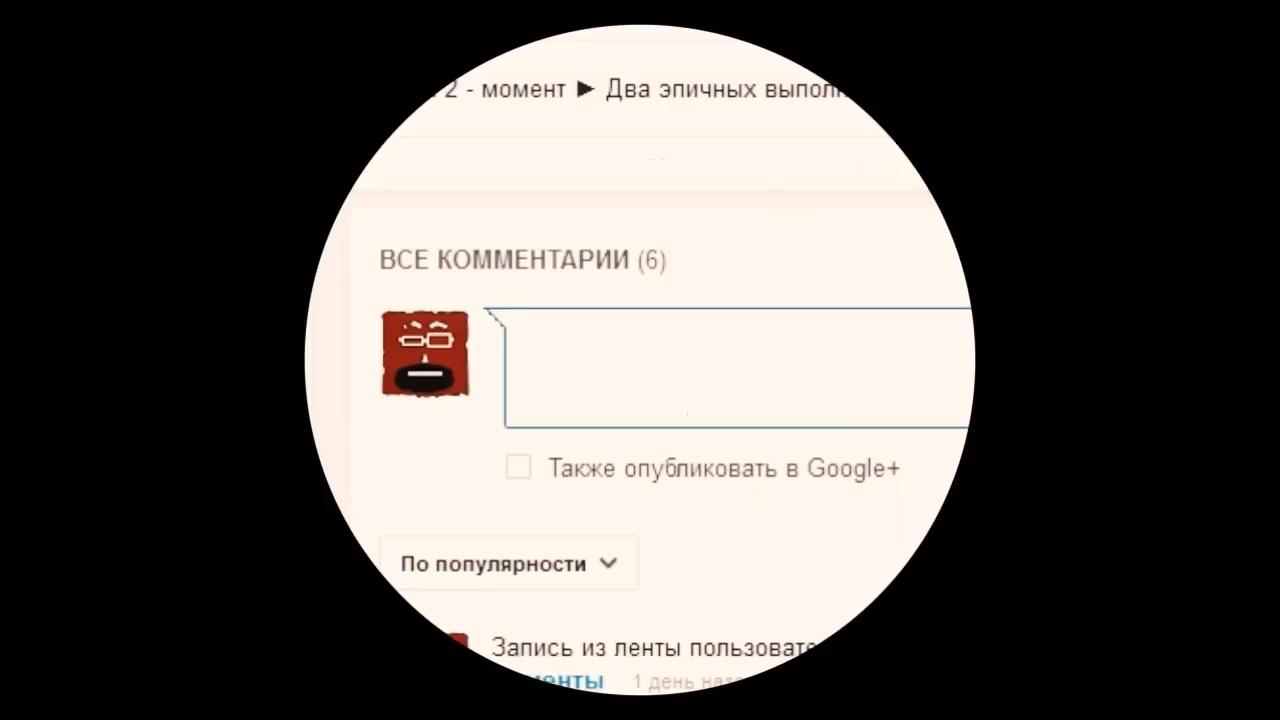 2 - момент ► Два эпичных
ВСЕ КОММЕНТАРИИ (6)
Также опубликовать в Google+
По популярности
Запись из ленты
1 день